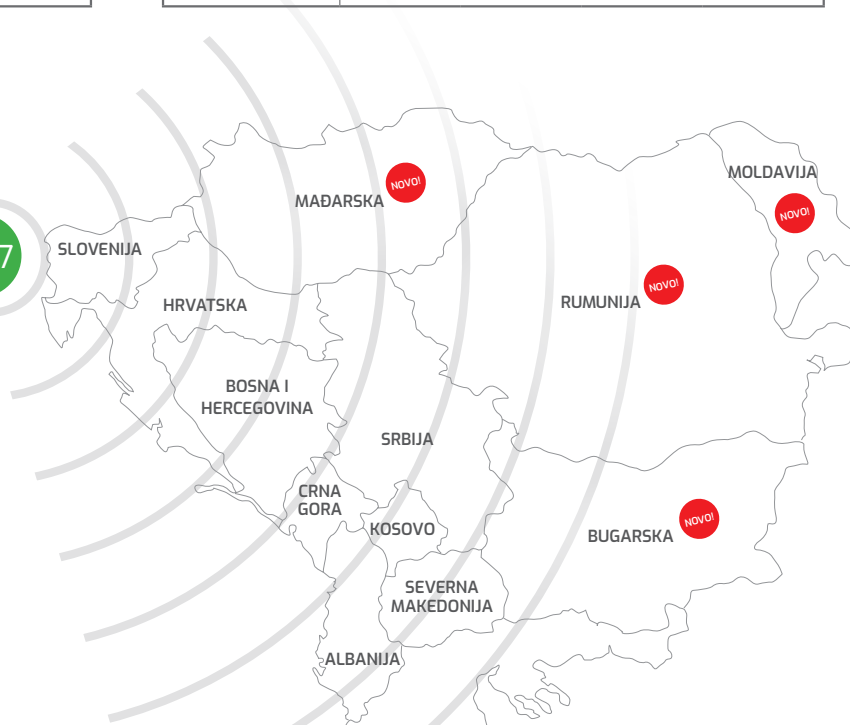 MAĐARSKA
NOVO!
MOLDAVIJA
NOVO!
7
SLOVENIJA
HRVATSKA
RUMUNIJA
NOVO!
BOSNA I
HERCEGOVINA
SRBIJA
CRNA
GORA
KOSOVO
BUGARSKA
NOVO!
SEVERNA
MAKEDONIJA
ALBANIJA